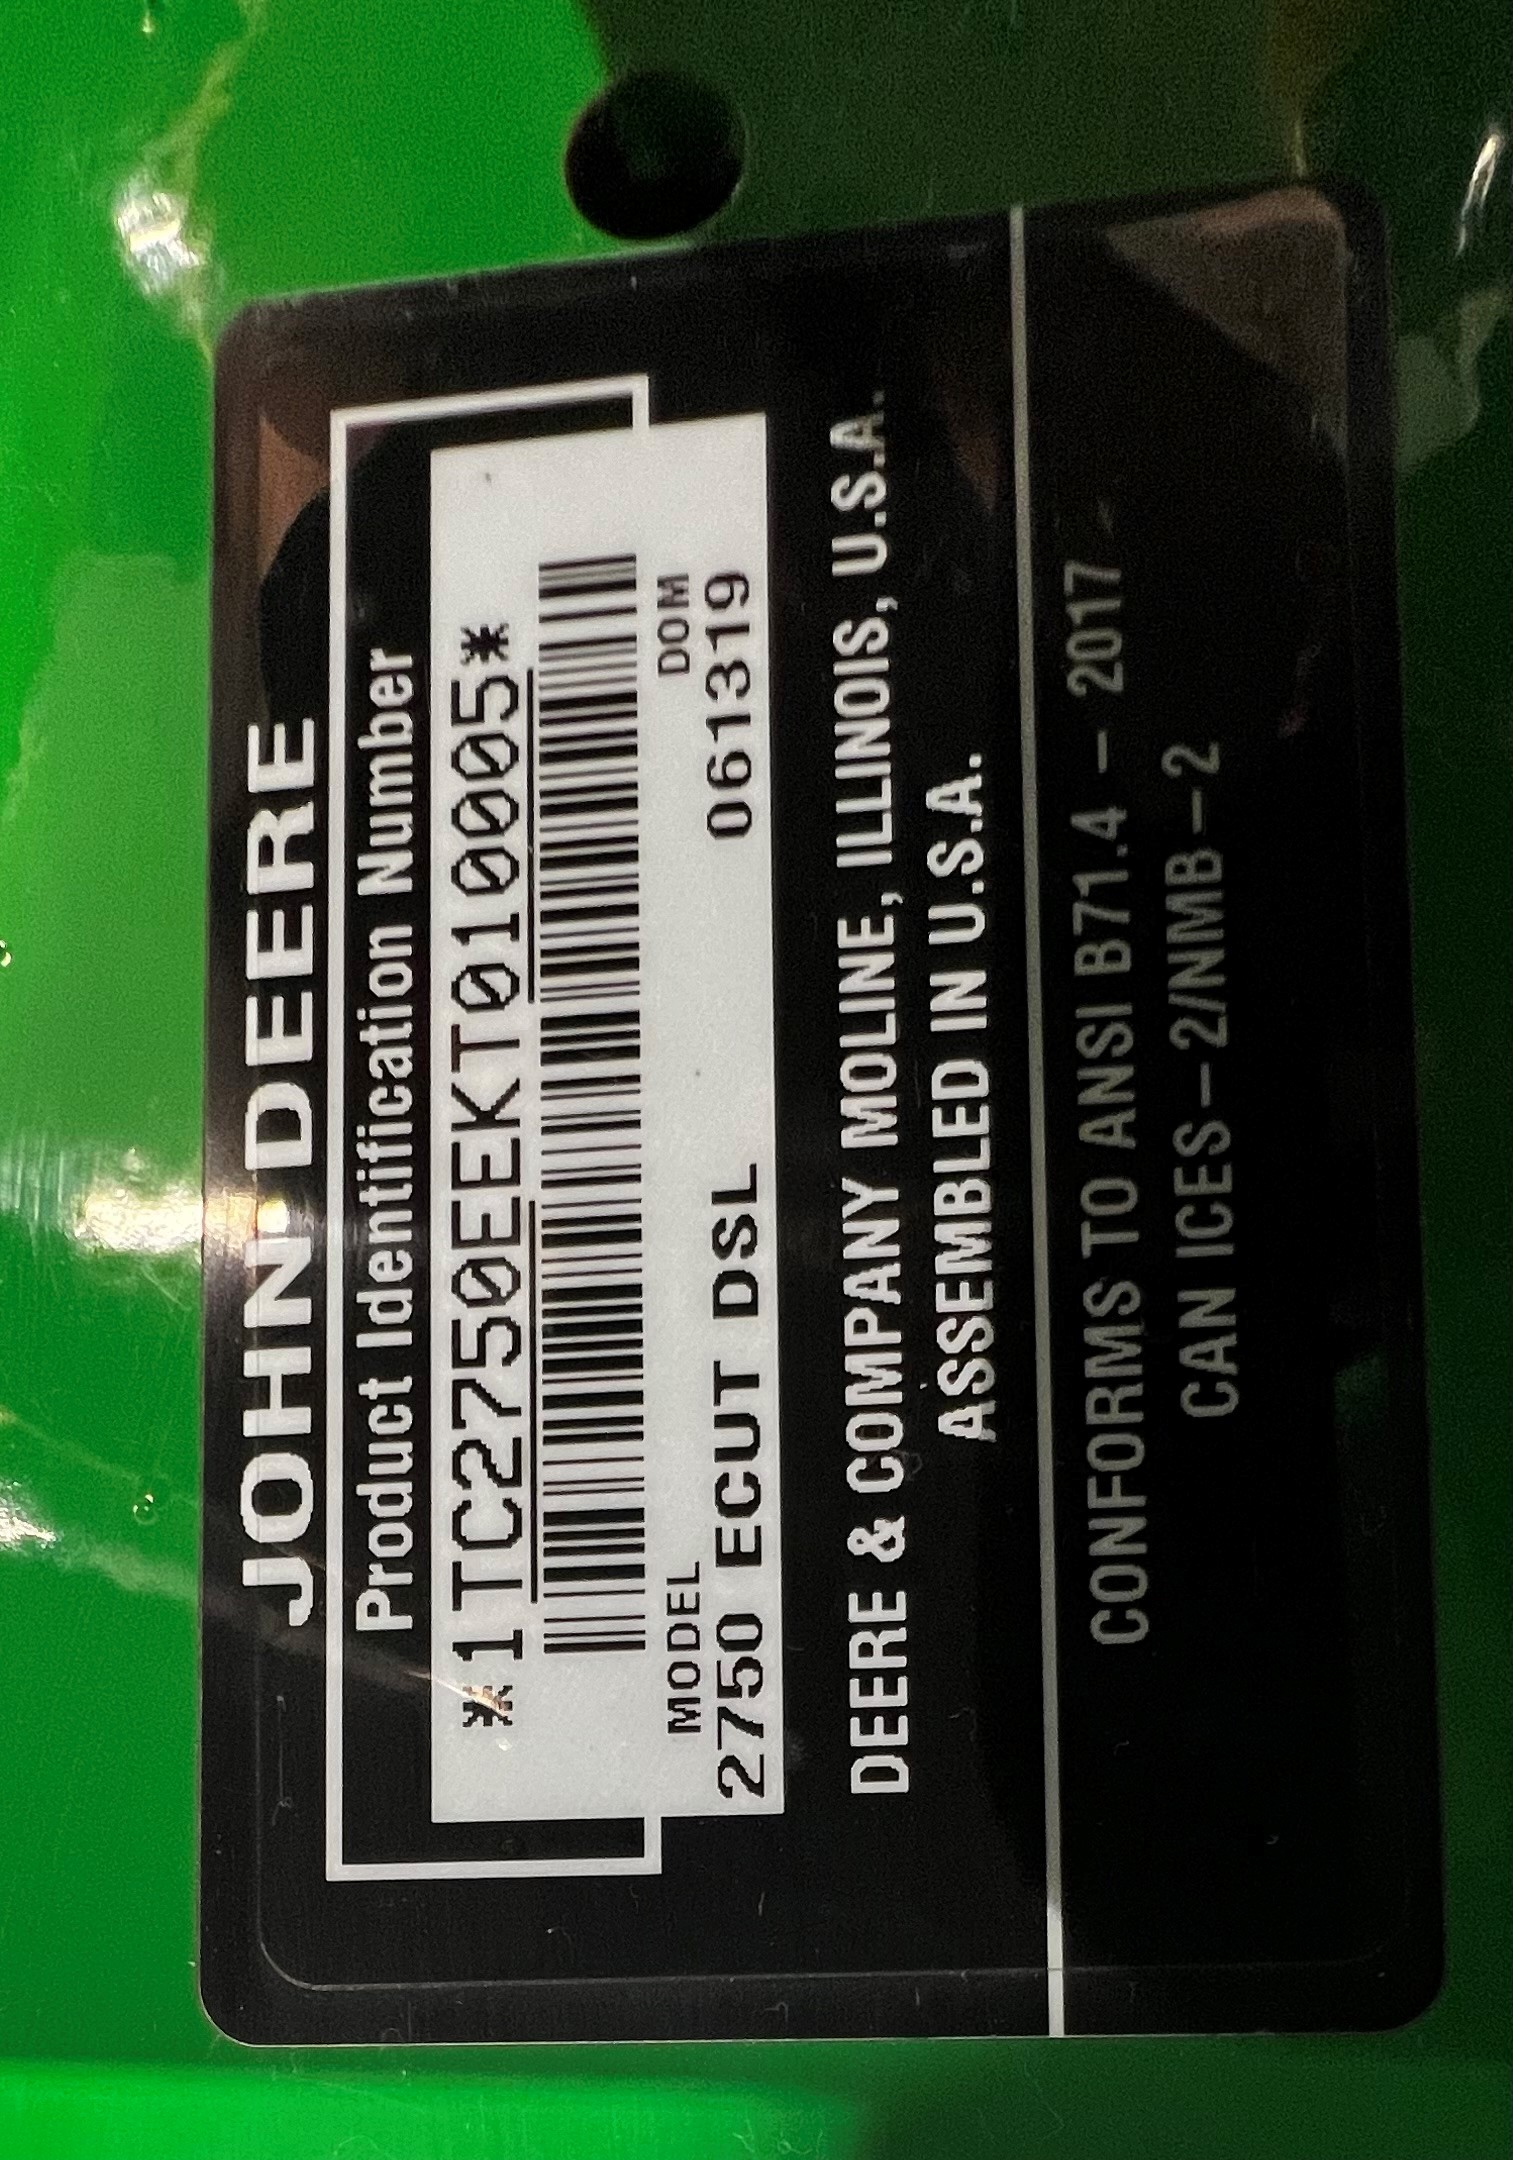 JOHN DEERE
Product Identification Number
*1TC2750EEKT010005*
MODEL DOM
2750 ECUT DSL 061319
DEERE & COMPANY MOLINE, ILLINOIS, U.S.A.
ASSEMBLED IN U.S.A.
CONFORMS TO ANSI B71.4 - 2017
CAN ICES-2/NMB-2